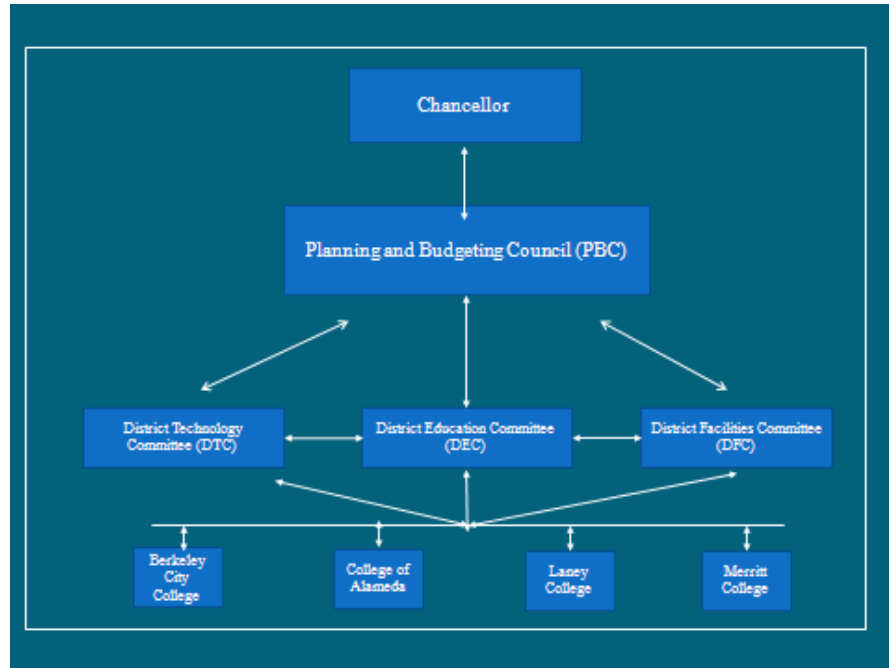 Chancellor
Planning and Budgeting Council (PBC)
District Technology
Committee (DTC)
District Education Committee
(DEC)
District Facilities Committee
(DFC)
Berkeley
City
College
College of
Alameda
Laney
College
Merritt
College